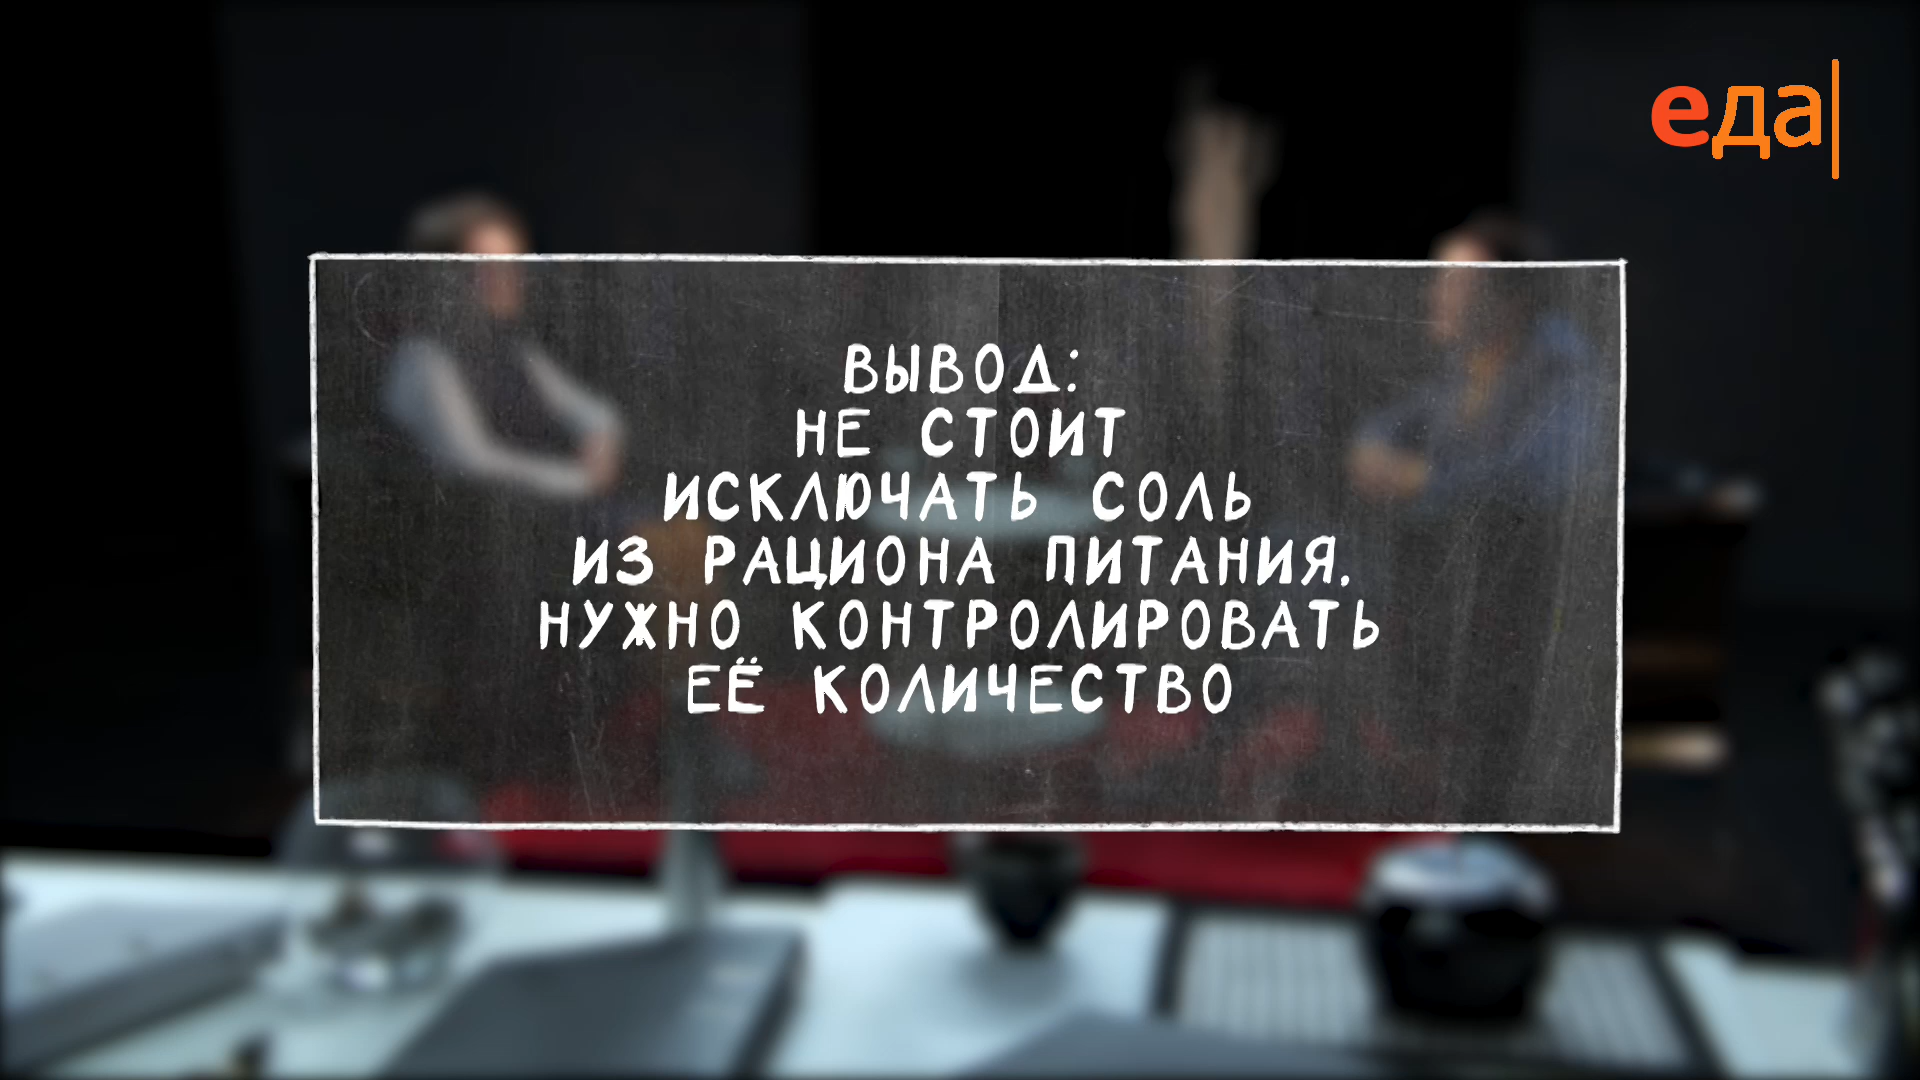 еда
ВЫВОД:
НЕ СТОИТ
ИСКЛЮЧАТЬ СОЛЬ
ИЗ РАЦИОНА ПИТАНИЯ.
НУЖНО КОНТРОЛИРОВАТЬ
ЕЁ КОЛИЧЕСТВО